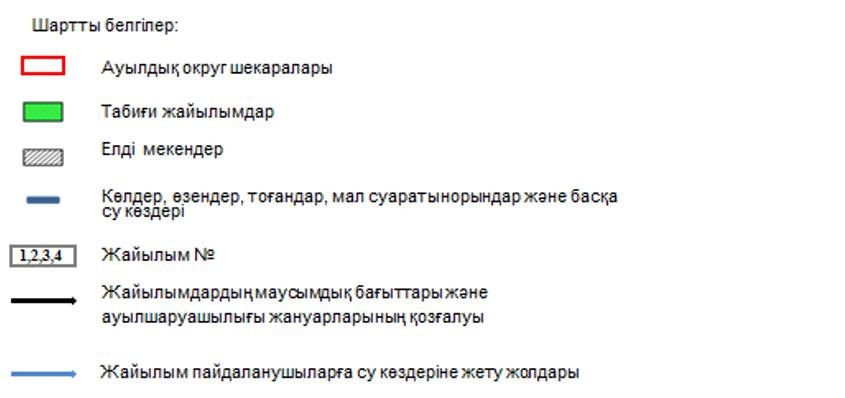 Шартты белгілер:
Ауылдық округ шекаралары
Табиғи жайылымдар
Елді мекендер
Көлдер, өзендер, тоғандар, мал суаратынорындар және басқа
су көздері
1,2,3,4 Жайылым №
Жайылымдардың маусымдық бағыттары және
ауылшаруашылығы жануарларының қозғалуы
Жайылым пайдаланушыларға су көздеріне жету жолдары